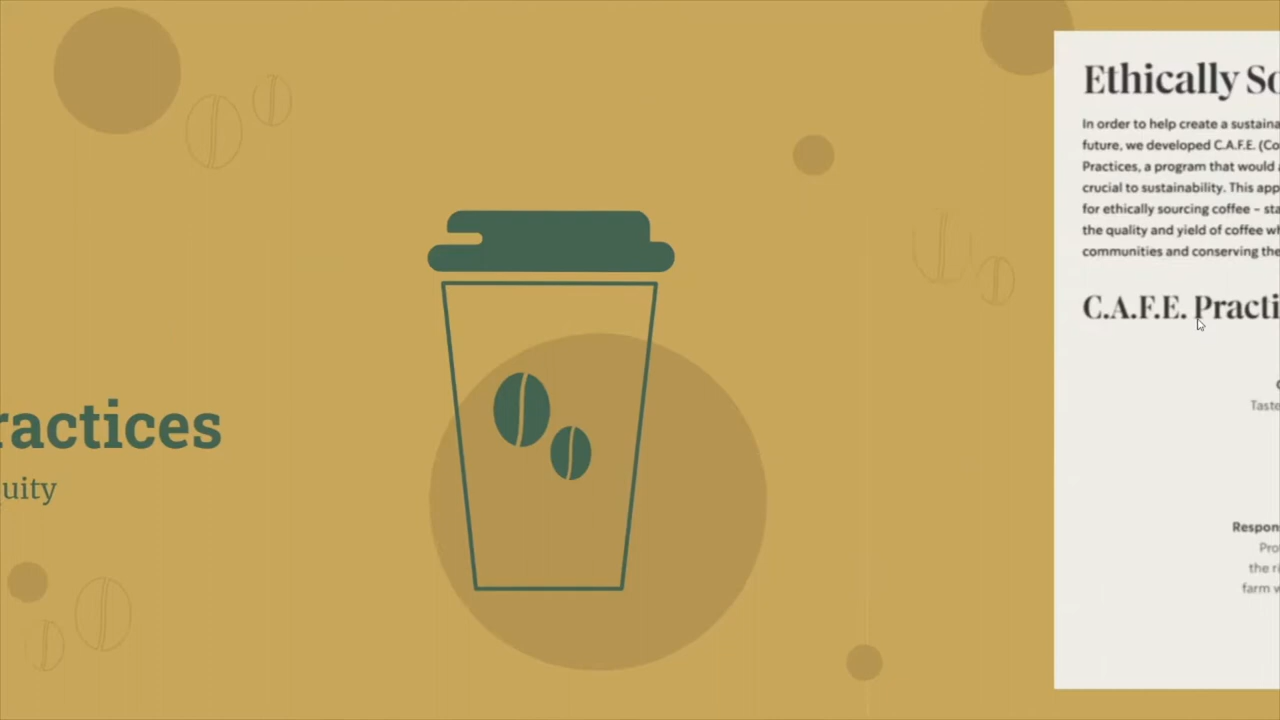 ractices
uity
Ethically So
In order to help create a sustaina
future, we developed C.A.F.E. (Co
Practices, a program that would a
crucial to sustainability. This app
for ethically sourcing coffee – sta
the quality and yield of coffee wh
communities and conserving the
C.A.F.E. Practi
Taste
Respon
Pro
the ri
farm w